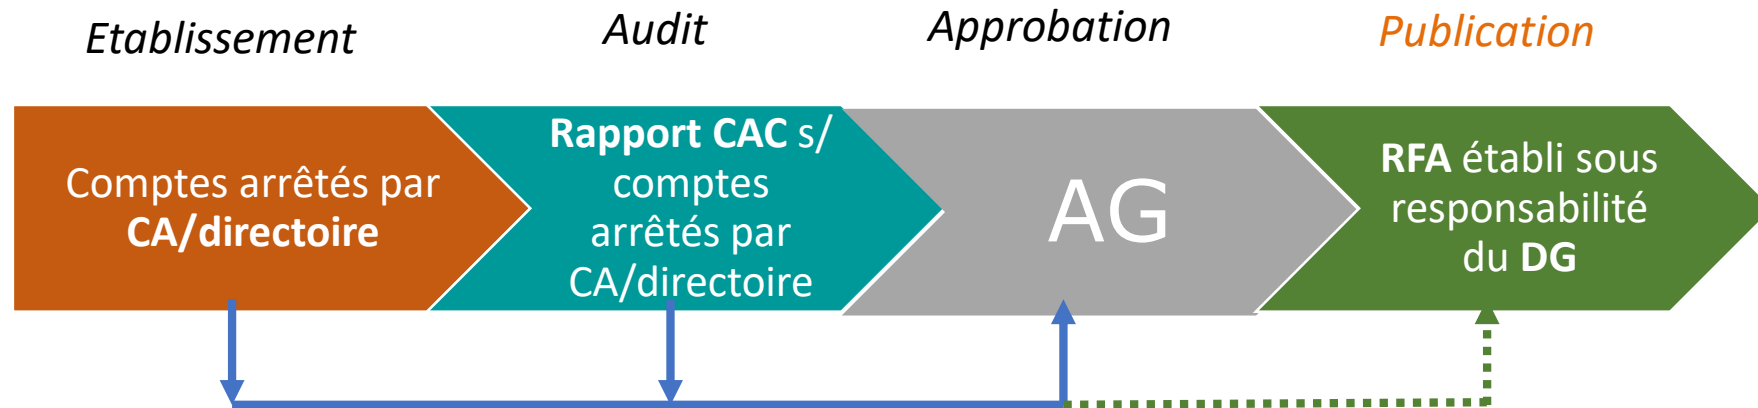 Etablissement
Audit
Approbation
Publication
Comptes arrêtés par
CA/directoire
Rapport CAC s/
comptes
arrêtés par
CA/directoire
AG
RFA établi sous
responsabilité
du DG